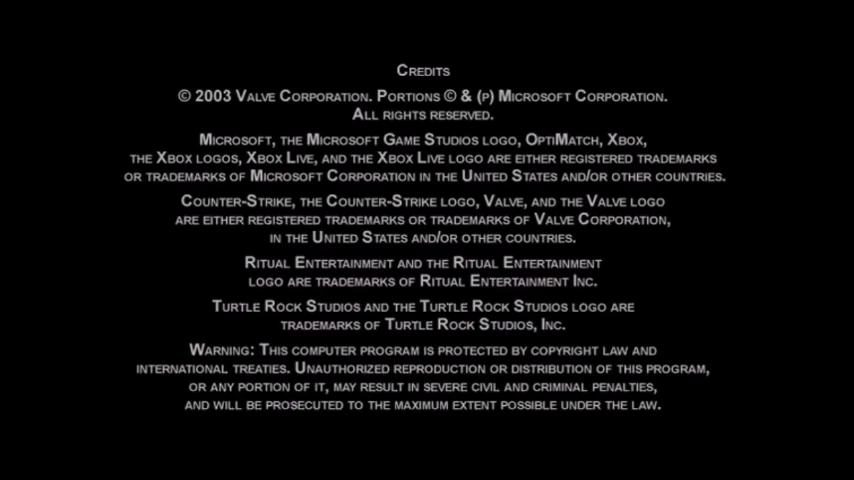 Credits
© 2003 Valve Corporation. Portions © & (p) Microsoft Corporation.
All rights reserved.
Microsoft, the Microsoft Game Studios logo, OptiMatch, Xbox,
the Xbox logos, Xbox Live, and the Xbox Live logo are either registered trademarks
or trademarks of Microsoft Corporation in the United States and/or other countries.
Counter-Strike, the Counter-Strike logo, Valve, and the Valve logo
are either registered trademarks or trademarks of Valve Corporation,
in the United States and/or other countries.
Ritual Entertainment and the Ritual Entertainment
logo are trademarks of Ritual Entertainment Inc.
Turtle Rock Studios and the Turtle Rock Studios logo are
trademarks of Turtle Rock Studios, Inc.
Warning: This computer program is protected by copyright law and
international treaties. Unauthorized reproduction or distribution of this program,
or any portion of it, may result in severe civil and criminal penalties,
and will be prosecuted to the maximum extent possible under the law.